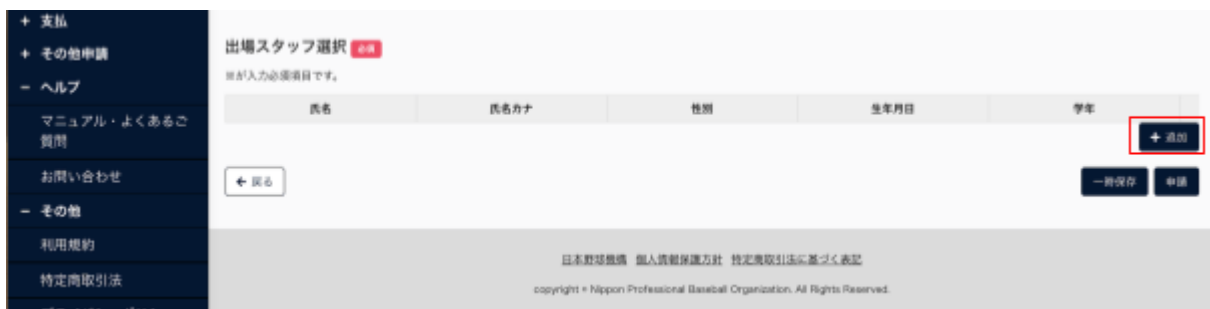 + 支払
+ その他申請
− ヘルプ
マニュアル・よくあるご
質問
お問い合わせ
− その他
利用規約
特定商取引法
出場スタッフ選択 必須
※が入力必須項目です。
氏名 氏名カナ 性別 生年月日 学年
+ 追加
← 戻る
一時保存 申請
日本野球機構 個人情報保護方針 特定商取引法に基づく表記
copyright © Nippon Professional Baseball Organization. All Rights Reserved.